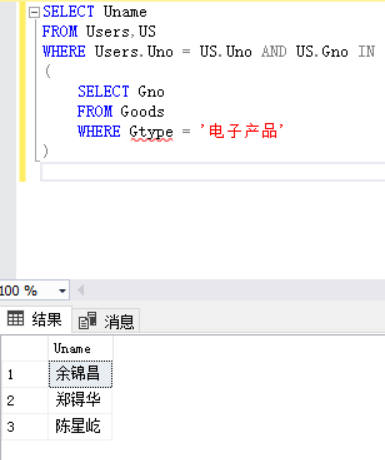 SELECT Uname
FROM Users,US
WHERE Users.Uno = US.Uno AND US.Gno IN
(
SELECT Gno
FROM Goods
WHERE Gtype = '电子产品'
)
100 %
结果 消息
Uname
1 余锦昌
2 郑得华
3 陈星屹